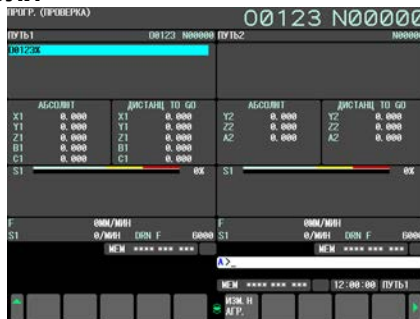 ПРОГР. (ПРОВЕРКА) O0123 N00000
ПУТЬ1 O0123 N00000 ПУТЬ2 N00000
O0123%
АБСОЛЮТ ДИСТАНЦ TO GO АБСОЛЮТ ДИСТАНЦ TO GO
X1 0.000 X1 0.000 Y2 0.000 Y2 0.000
Y1 0.000 Y1 0.000 Z2 0.000 Z2 0.000
Z1 0.000 Z1 0.000 A2 0.000 A2 0.000
B1 0.000 B1 0.000
C1 0.000 C1 0.000
S1 0% S1 0%
F 0ММ/МИН F 0ММ/МИН
S1 0/МИН DRN F 6000 S1 0/МИН DRN F 6000
MEM **** *** *** MEM **** *** ***
A>_
MEM **** *** *** 12:00:00 ПУТЬ1
ИЗМ.Н
АГР.